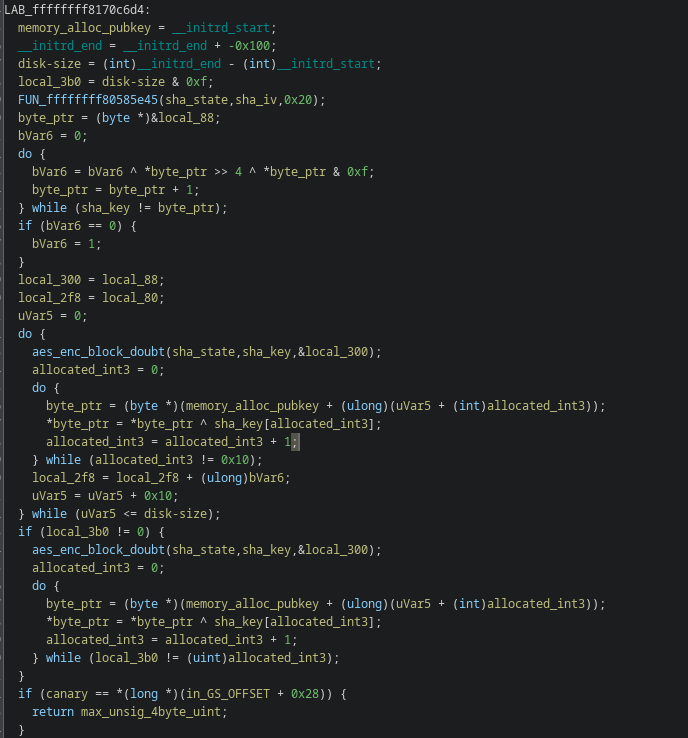 LAB_ffffffff8170c6d4:
memory_alloc_pubkey = __initrd_start;
__initrd_end = __initrd_end + -0x100;
disk-size = (int)__initrd_end - (int)__initrd_start;
local_3b0 = disk-size & 0xf;
FUN_ffffffff80585e45(sha_state,sha_iv,0x20);
byte_ptr = (byte *)&local_88;
bVar6 = 0;
do {
bVar6 = bVar6 ^ *byte_ptr >> 4 ^ *byte_ptr & 0xf;
byte_ptr = byte_ptr + 1;
} while (sha_key != byte_ptr);
if (bVar6 == 0) {
bVar6 = 1;
}
local_300 = local_88;
local_2f8 = local_80;
uVar5 = 0;
do {
aes_enc_block_doubt(sha_state,sha_key,&local_300);
allocated_int3 = 0;
do {
byte_ptr = (byte *)(memory_alloc_pubkey + (ulong)(uVar5 + (int)allocated_int3));
*byte_ptr = *byte_ptr ^ sha_key[allocated_int3];
allocated_int3 = allocated_int3 + 1;
} while (allocated_int3 != 0x10);
local_2f8 = local_2f8 + (ulong)bVar6;
uVar5 = uVar5 + 0x10;
} while (uVar5 <= disk-size);
if (local_3b0 != 0) {
aes_enc_block_doubt(sha_state,sha_key,&local_300);
allocated_int3 = 0;
do {
byte_ptr = (byte *)(memory_alloc_pubkey + (ulong)(uVar5 + (int)allocated_int3));
*byte_ptr = *byte_ptr ^ sha_key[allocated_int3];
allocated_int3 = allocated_int3 + 1;
} while (local_3b0 != (uint)allocated_int3);
}
if (canary == *(long *)(in_GS_OFFSET + 0x28)) {
return max_unsig_4byte_uint;
}